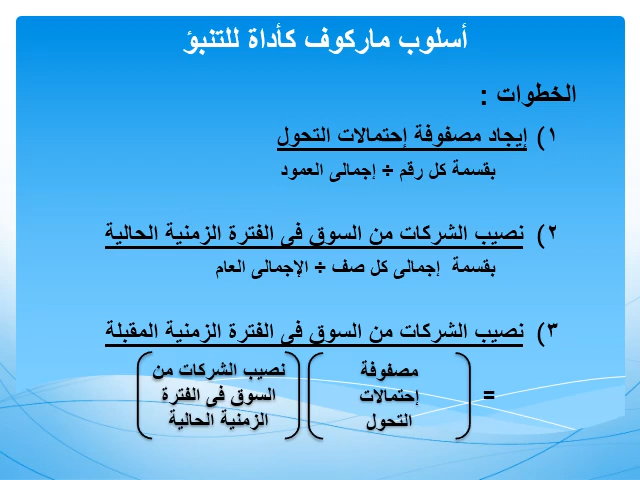 أسلوب ماركوف كأداة للتنبؤ
الخطوات :
١) إيجاد مصفوفة إحتمالات التحول
بقسمة كل رقم ÷ إجمالى العمود
٢) نصيب الشركات من السوق فى الفترة الزمنية الحالية
بقسمة إجمالى كل صف ÷ الإجمالى العام
٣) نصيب الشركات من السوق فى الفترة الزمنية المقبلة
=
مصفوفة
إحتمالات
التحول
نصيب الشركات من
السوق فى الفترة
الزمنية الحالية